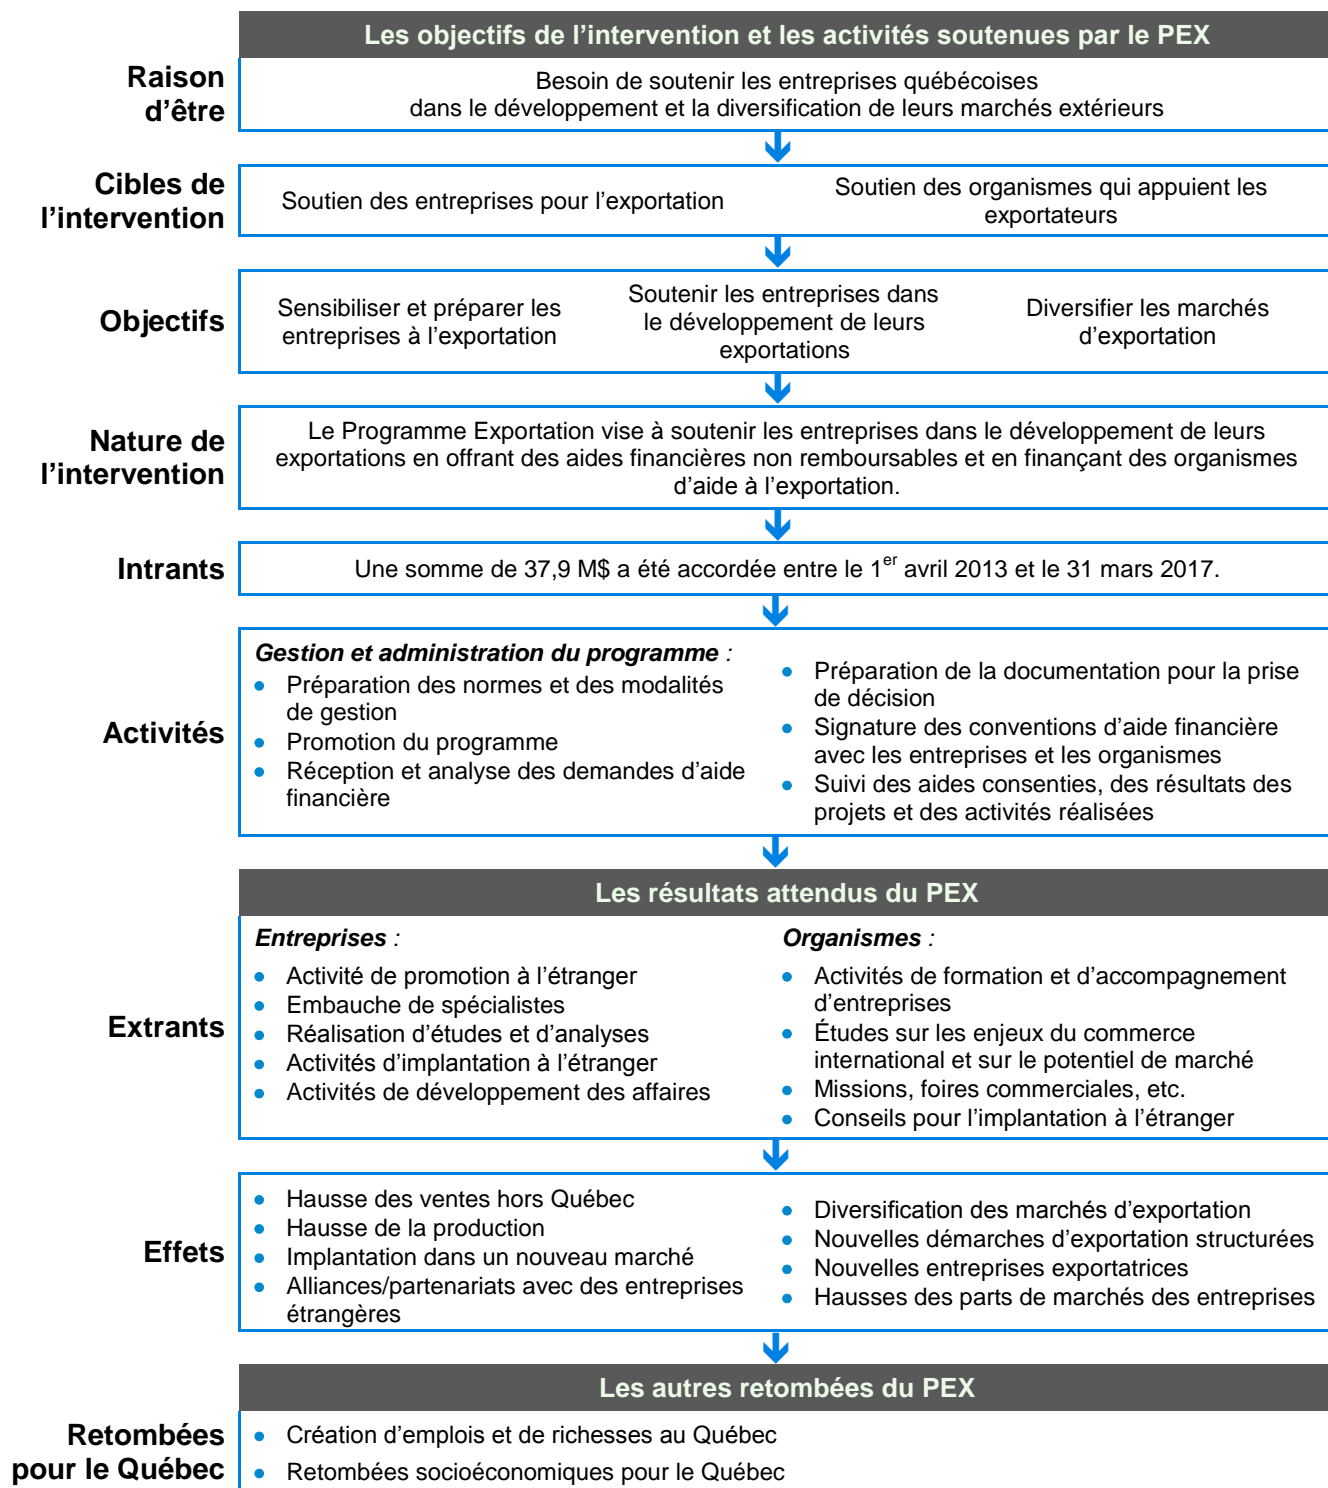 Les objectifs de l’intervention et les activités soutenues par le PEX
Raison
d’être
Besoin de soutenir les entreprises québécoises
dans le développement et la diversification de leurs marchés extérieurs
Cibles de
l’intervention
Soutien des entreprises pour l’exportation
Soutien des organismes qui appuient les
exportateurs
Objectifs
Sensibiliser et préparer les
entreprises à l’exportation
Soutenir les entreprises dans
le développement de leurs
exportations
Diversifier les marchés
d’exportation
Nature de
l’intervention
Le Programme Exportation vise à soutenir les entreprises dans le développement de leurs
exportations en offrant des aides financières non remboursables et en finançant des organismes
d’aide à l’exportation.
Intrants
Une somme de 37,9 M$ a été accordée entre le 1er avril 2013 et le 31 mars 2017.
Activités
Gestion et administration du programme :
• Préparation des normes et des modalités
de gestion
• Promotion du programme
• Réception et analyse des demandes d’aide
financière
• Préparation de la documentation pour la prise
de décision
• Signature des conventions d’aide financière
avec les entreprises et les organismes
• Suivi des aides consenties, des résultats des
projets et des activités réalisées
Les résultats attendus du PEX
Extrants
Entreprises :
• Activité de promotion à l’étranger
• Embauche de spécialistes
• Réalisation d’études et d’analyses
• Activités d’implantation à l’étranger
• Activités de développement des affaires
Organismes :
• Activités de formation et d’accompagnement
d’entreprises
• Études sur les enjeux du commerce
international et sur le potentiel de marché
• Missions, foires commerciales, etc.
• Conseils pour l’implantation à l’étranger
Effets
• Hausse des ventes hors Québec
• Hausse de la production
• Implantation dans un nouveau marché
• Alliances/partenariats avec des entreprises
étrangères
• Diversification des marchés d’exportation
• Nouvelles démarches d’exportation structurées
• Nouvelles entreprises exportatrices
• Hausses des parts de marchés des entreprises
Les autres retombées du PEX
Retombées
pour le Québec
• Création d’emplois et de richesses au Québec
• Retombées socioéconomiques pour le Québec